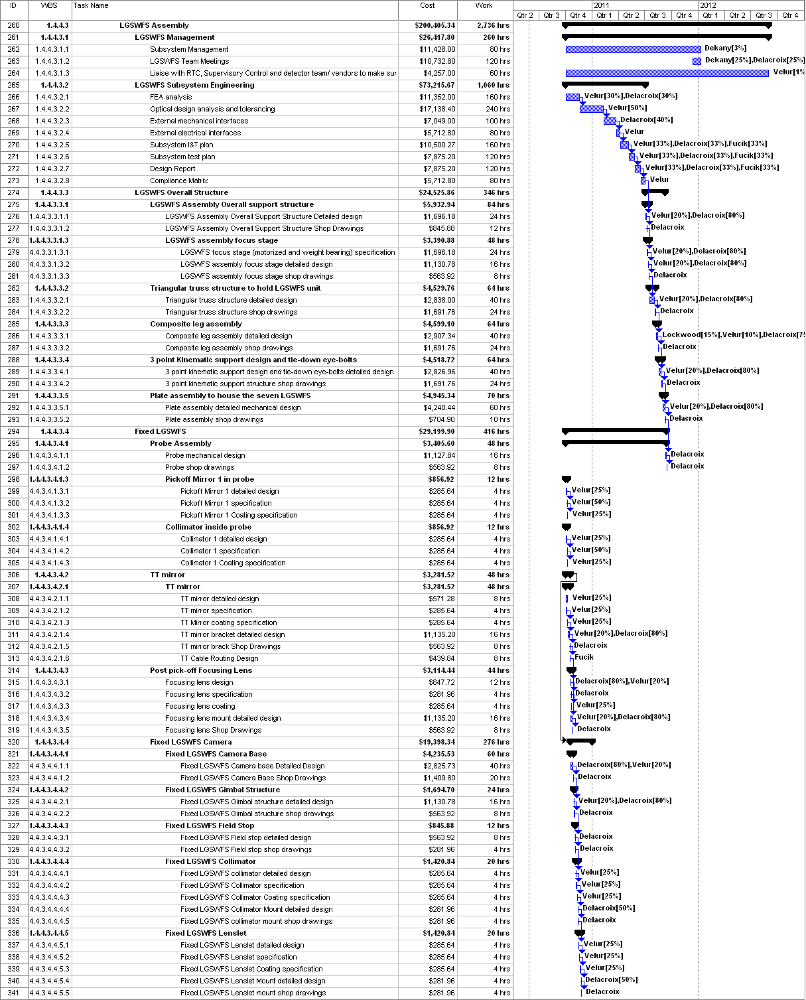 ID WBS Task Name Cost Work 2011 2012
Qtr 2 Qtr 3 Qtr 4 Qtr 1 Qtr 2 Qtr 3 Qtr 4 Qtr 1 Qtr 2 Qtr 3 Qtr 4
260 1.4.4.3 LGSWFS Assembly $200,405.34 2,736 hrs
261 1.4.4.3.1 LGSWFS Management $26,417.80 260 hrs
262 1.4.4.3.1.1 Subsystem Management $11,428.00 80 hrs Dekany[3%]
263 1.4.4.3.1.2 LGSWFS Team Meetings $10,732.80 120 hrs Dekany[25%],Delacroix[25%]
264 1.4.4.3.1.3 Liaise with RTC, Supervisory Control and detector team/ vendors to make sur $4,257.00 60 hrs Velur[1%
265 1.4.4.3.2 LGSWFS Subsystem Engineering $73,215.67 1,060 hrs
266 1.4.4.3.2.1 FEA analysis $11,352.00 160 hrs Velur[30%],Delacroix[30%]
267 1.4.4.3.2.2 Optical design analysis and tolerancing $17,138.40 240 hrs Velur[50%]
268 1.4.4.3.2.3 External mechanical interfaces $7,049.00 100 hrs Delacroix[40%]
269 1.4.4.3.2.4 External electrical interfaces $5,712.80 80 hrs Velur
270 1.4.4.3.2.5 Subsystem I&T plan $10,500.27 160 hrs Velur[33%],Delacroix[33%],Fucik[33%]
271 1.4.4.3.2.6 Subsystem test plan $7,875.20 120 hrs Velur[33%],Delacroix[33%],Fucik[33%]
272 1.4.4.3.2.7 Design Report $7,875.20 120 hrs Velur[33%],Delacroix[33%],Fucik[33%]
273 1.4.4.3.2.8 Compliance Matrix $5,712.80 80 hrs Velur
274 1.4.4.3.3 LGSWFS Overall Structure $24,525.86 346 hrs
275 1.4.4.3.3.1 LGSWFS Assembly Overall support structure $5,932.94 84 hrs
276 1.4.4.3.3.1.1 LGSWFS Assembly Overall Support Structure Detailed design $1,696.18 24 hrs Velur[20%],Delacroix[80%]
277 1.4.4.3.3.1.2 LGSWFS Assembly Overall Support Structure Shop Drawings $845.88 12 hrs Delacroix
278 1.4.4.3.3.1.3 LGSWFS assembly focus stage $3,390.88 48 hrs
279 4.4.3.3.1.3.1 LGSWFS focus stage (motorized and weight bearing) specification $1,696.18 24 hrs Velur[20%],Delacroix[80%]
280 4.4.3.3.1.3.2 LGSWFS assembly focus stage detailed design $1,130.78 16 hrs Velur[20%],Delacroix[80%]
281 4.4.3.3.1.3.3 LGSWFS assembly focus stage shop drawings $563.92 8 hrs Delacroix
282 1.4.4.3.3.2 Triangular truss structure to hold LGSWFS unit $4,529.76 64 hrs
283 1.4.4.3.3.2.1 Triangular truss structure detailed design $2,838.00 40 hrs Velur[20%],Delacroix[80%]
284 1.4.4.3.3.2.2 Triangular truss structure shop drawings $1,691.76 24 hrs Delacroix
285 1.4.4.3.3.3 Composite leg assembly $4,599.10 64 hrs
286 1.4.4.3.3.3.1 Composite leg assembly detailed design $2,907.34 40 hrs Lockwood[15%],Velur[10%],Delacroix[75
287 1.4.4.3.3.3.2 Composite leg assembly shop drawings $1,691.76 24 hrs Delacroix
288 1.4.4.3.3.4 3 point Kinematic support design and tie-down eye-bolts $4,518.72 64 hrs
289 1.4.4.3.3.4.1 3 point kinematic support design and tie-down eye-bolts detailed design $2,826.96 40 hrs Velur[20%],Delacroix[80%]
290 1.4.4.3.3.4.2 3 point kinematic support structure shop drawings $1,691.76 24 hrs Delacroix
291 1.4.4.3.3.5 Plate assembly to house the seven LGSWFS $4,945.34 70 hrs
292 1.4.4.3.3.5.1 Plate assembly detailed mechanical design $4,240.44 60 hrs Velur[20%],Delacroix[80%]
293 1.4.4.3.3.5.2 Plate assembly shop drawings $704.90 10 hrs Delacroix
294 1.4.4.3.4 Fixed LGSWFS $29,199.90 416 hrs
295 1.4.4.3.4.1 Probe Assembly $3,405.60 48 hrs
296 1.4.4.3.4.1.1 Probe mechanical design $1,127.84 16 hrs Delacroix
297 1.4.4.3.4.1.2 Probe shop drawings $563.92 8 hrs Delacroix
298 1.4.4.3.4.1.3 Pickoff Mirror 1 in probe $856.92 12 hrs
299 4.4.3.4.1.3.1 Pickoff Mirror 1 detailed design $285.64 4 hrs Velur[25%]
300 4.4.3.4.1.3.2 Pickoff Mirror 1 specification $285.64 4 hrs Velur[50%]
301 4.4.3.4.1.3.3 Pickoff Mirror 1 Coating specification $285.64 4 hrs Velur[25%]
302 1.4.4.3.4.1.4 Collimator inside probe $856.92 12 hrs
303 4.4.3.4.1.4.1 Collimator 1 detailed design $285.64 4 hrs Velur[25%]
304 4.4.3.4.1.4.2 Collimator 1 specification $285.64 4 hrs Velur[50%]
305 4.4.3.4.1.4.3 Collimator 1 Coating specification $285.64 4 hrs Velur[25%]
306 1.4.4.3.4.2 TT mirror $3,281.52 48 hrs
307 1.4.4.3.4.2.1 TT mirror $3,281.52 48 hrs
308 4.4.3.4.2.1.1 TT mirror detailed design $571.28 8 hrs Velur[25%]
309 4.4.3.4.2.1.2 TT mirror specification $285.64 4 hrs Velur[25%]
310 4.4.3.4.2.1.3 TT Mirror coating specification $285.64 4 hrs Velur[25%]
311 4.4.3.4.2.1.4 TT mirror bracket detailed design $1,135.20 16 hrs Velur[20%],Delacroix[80%]
312 4.4.3.4.2.1.5 TT mirror brack Shop Drawings $563.92 8 hrs Delacroix
313 4.4.3.4.2.1.6 TT Cable Routing Design $439.84 8 hrs Fucik
314 1.4.4.3.4.3 Post pick-off Focusing Lens $3,114.44 44 hrs
315 1.4.4.3.4.3.1 Focusing lens design $847.72 12 hrs Delacroix[80%],Velur[20%]
316 1.4.4.3.4.3.2 Focusing lens specification $281.96 4 hrs Delacroix
317 1.4.4.3.4.3.3 Focusing lens coating $285.64 4 hrs Velur[25%]
318 1.4.4.3.4.3.4 Focusing lens mount detailed design $1,135.20 16 hrs Velur[20%],Delacroix[80%]
319 1.4.4.3.4.3.5 Focusing lens Shop Drawings $563.92 8 hrs Delacroix
320 1.4.4.3.4.4 Fixed LGSWFS Camera $19,398.34 276 hrs
321 1.4.4.3.4.4.1 Fixed LGSWFS Camera Base $4,235.53 60 hrs
322 4.4.3.4.4.1.1 Fixed LGSWFS Camera base Detailed Design $2,825.73 40 hrs Delacroix[80%],Velur[20%]
323 4.4.3.4.4.1.2 Fixed LGSWFS Camera Base Shop Drawings $1,409.80 20 hrs Delacroix
324 1.4.4.3.4.4.2 Fixed LGSWFS Gimbal Structure $1,694.70 24 hrs
325 4.4.3.4.4.2.1 Fixed LGSWFS Gimbal structure detailed design $1,130.78 16 hrs Velur[20%],Delacroix[80%]
326 4.4.3.4.4.2.2 Fixed LGSWFS Gimbal structure shop drawings $563.92 8 hrs Delacroix
327 1.4.4.3.4.4.3 Fixed LGSWFS Field Stop $845.88 12 hrs
328 4.4.3.4.4.3.1 Fixed LGSWFS Field stop detailed design $563.92 8 hrs Delacroix
329 4.4.3.4.4.3.2 Fixed LGSWFS Field stop shop drawings $281.96 4 hrs Delacroix
330 1.4.4.3.4.4.4 Fixed LGSWFS Collimator $1,420.84 20 hrs
331 4.4.3.4.4.4.1 Fixed LGSWFS collimator detailed design $285.64 4 hrs Velur[25%]
332 4.4.3.4.4.4.2 Fixed LGSWFS Collimator specification $285.64 4 hrs Velur[25%]
333 4.4.3.4.4.4.3 Fixed LGSWFS Collimator Coating specification $285.64 4 hrs Velur[25%]
334 4.4.3.4.4.4.4 Fixed LGSWFS Collimator Mount detailed design $281.96 4 hrs Delacroix[50%]
335 4.4.3.4.4.4.5 Fixed LGSWFS collimator mount shop drawings $281.96 4 hrs Delacroix
336 1.4.4.3.4.4.5 Fixed LGSWFS Lenslet $1,420.84 20 hrs
337 4.4.3.4.4.5.1 Fixed LGSWFS Lenslet detailed design $285.64 4 hrs Velur[25%]
338 4.4.3.4.4.5.2 Fixed LGSWFS Lenslet specification $285.64 4 hrs Velur[25%]
339 4.4.3.4.4.5.3 Fixed LGSWFS Lenslet Coating specification $285.64 4 hrs Velur[25%]
340 4.4.3.4.4.5.4 Fixed LGSWFS Lenslet Mount detailed design $281.96 4 hrs Delacroix[50%]
341 4.4.3.4.4.5.5 Fixed LGSWFS Lenslet mount shop drawings $281.96 4 hrs Delacroix